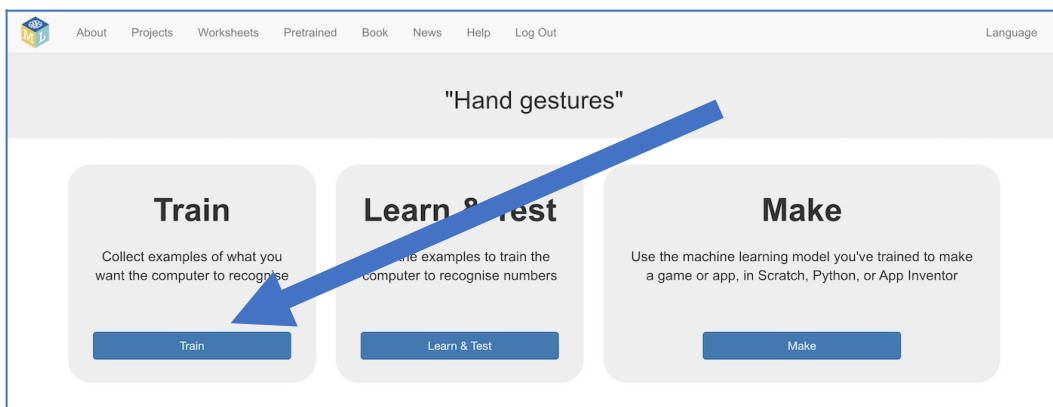 ML
About Projects Worksheets Pretrained Book News Help Log Out Language
"Hand gestures"
Train
Collect examples of what you
want the computer to recognise
Train
Learn & Test
the examples to train the
computer to recognise numbers
Learn & Test
Make
Use the machine learning model you've trained to make
a game or app, in Scratch, Python, or App Inventor
Make